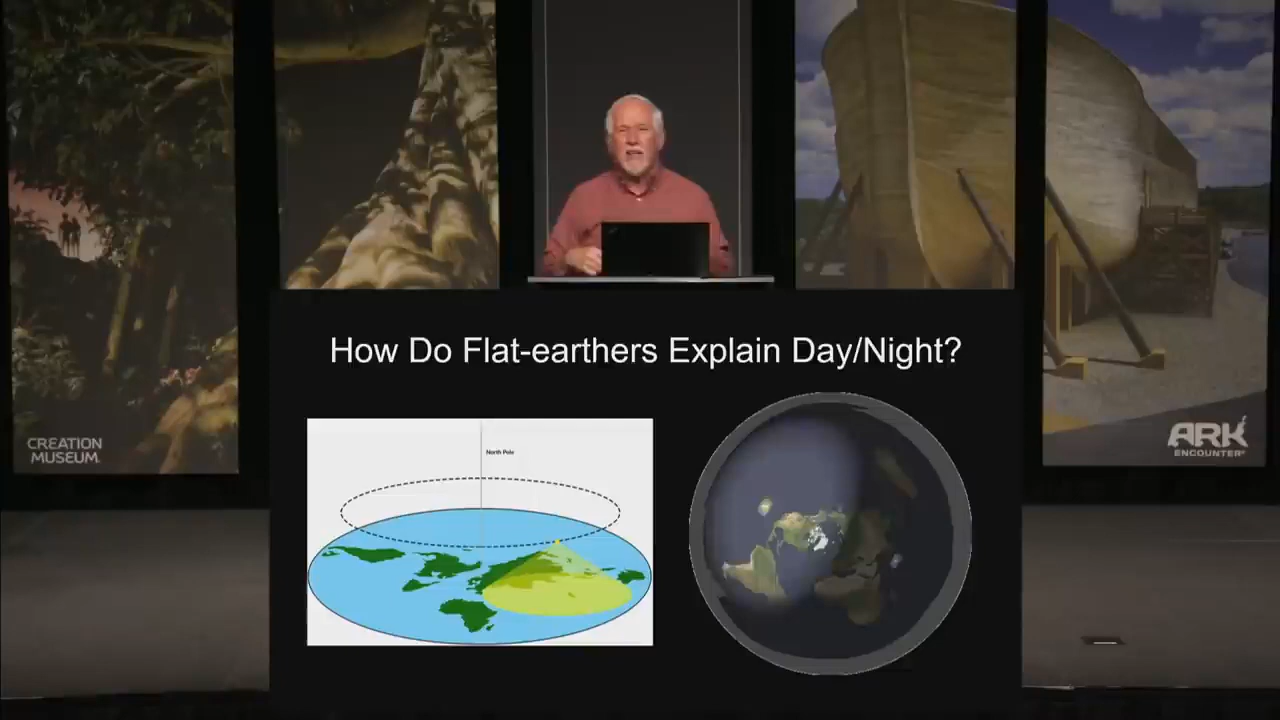 How Do Flat-earthers Explain Day/Night?
North Pole
CREATION
MUSEUM
ARK
ENCOUNTER